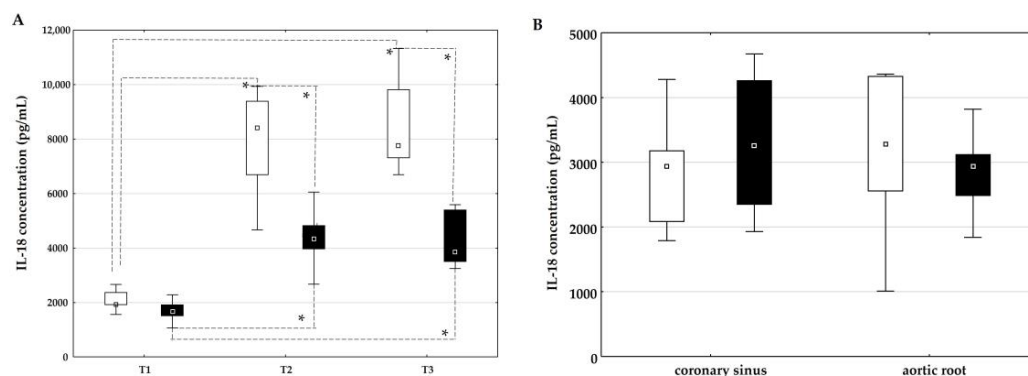 A
IL-18 concentration (pg/mL)
12,000
10,000
8000
6000
4000
2000
0
*
*
*
*
*
*
T1
T2
T3
B
IL-18 concentration (pg/mL)
5000
4000
3000
2000
1000
0
coronary sinus
aortic root